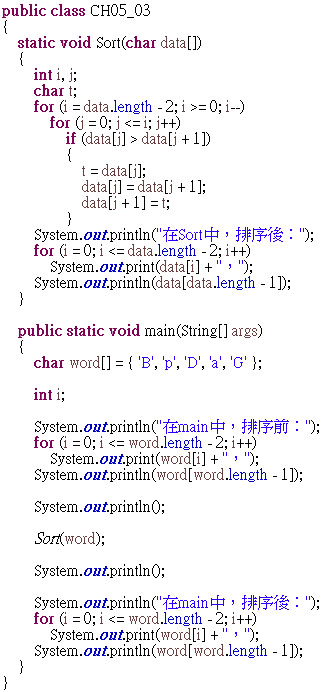 public class CH05_03
{
static void Sort(char data[])
{
int i, j;
char t;
for (i = data.length - 2; i >= 0; i--)
for (j = 0; j <= i; j++)
if (data[j] > data[j + 1])
{
t = data[j];
data[j] = data[j + 1];
data[j + 1] = t;
}
System.out.println("在Sort中，排序後：");
for (i = 0; i <= data.length - 2; i++)
System.out.print(data[i] + "，");
System.out.println(data[data.length - 1]);
}
public static void main(String[] args)
{
char word[] = { 'B', 'p', 'D', 'a', 'G' };
int i;
System.out.println("在main中，排序前：");
for (i = 0; i <= word.length - 2; i++)
System.out.print(word[i] + "，");
System.out.println(word[word.length - 1]);
System.out.println();
Sort(word);
System.out.println();
System.out.println("在main中，排序後：");
for (i = 0; i <= word.length - 2; i++)
System.out.print(word[i] + "，");
System.out.println(word[word.length - 1]);
}
}